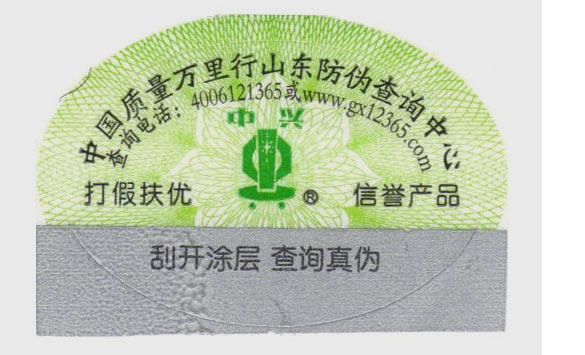 中国质量万里行山东防伪查询中心
查询电话：4006121365或www.gx12365.com
中兴
®
打假扶优 信誉产品
刮开涂层 查询真伪